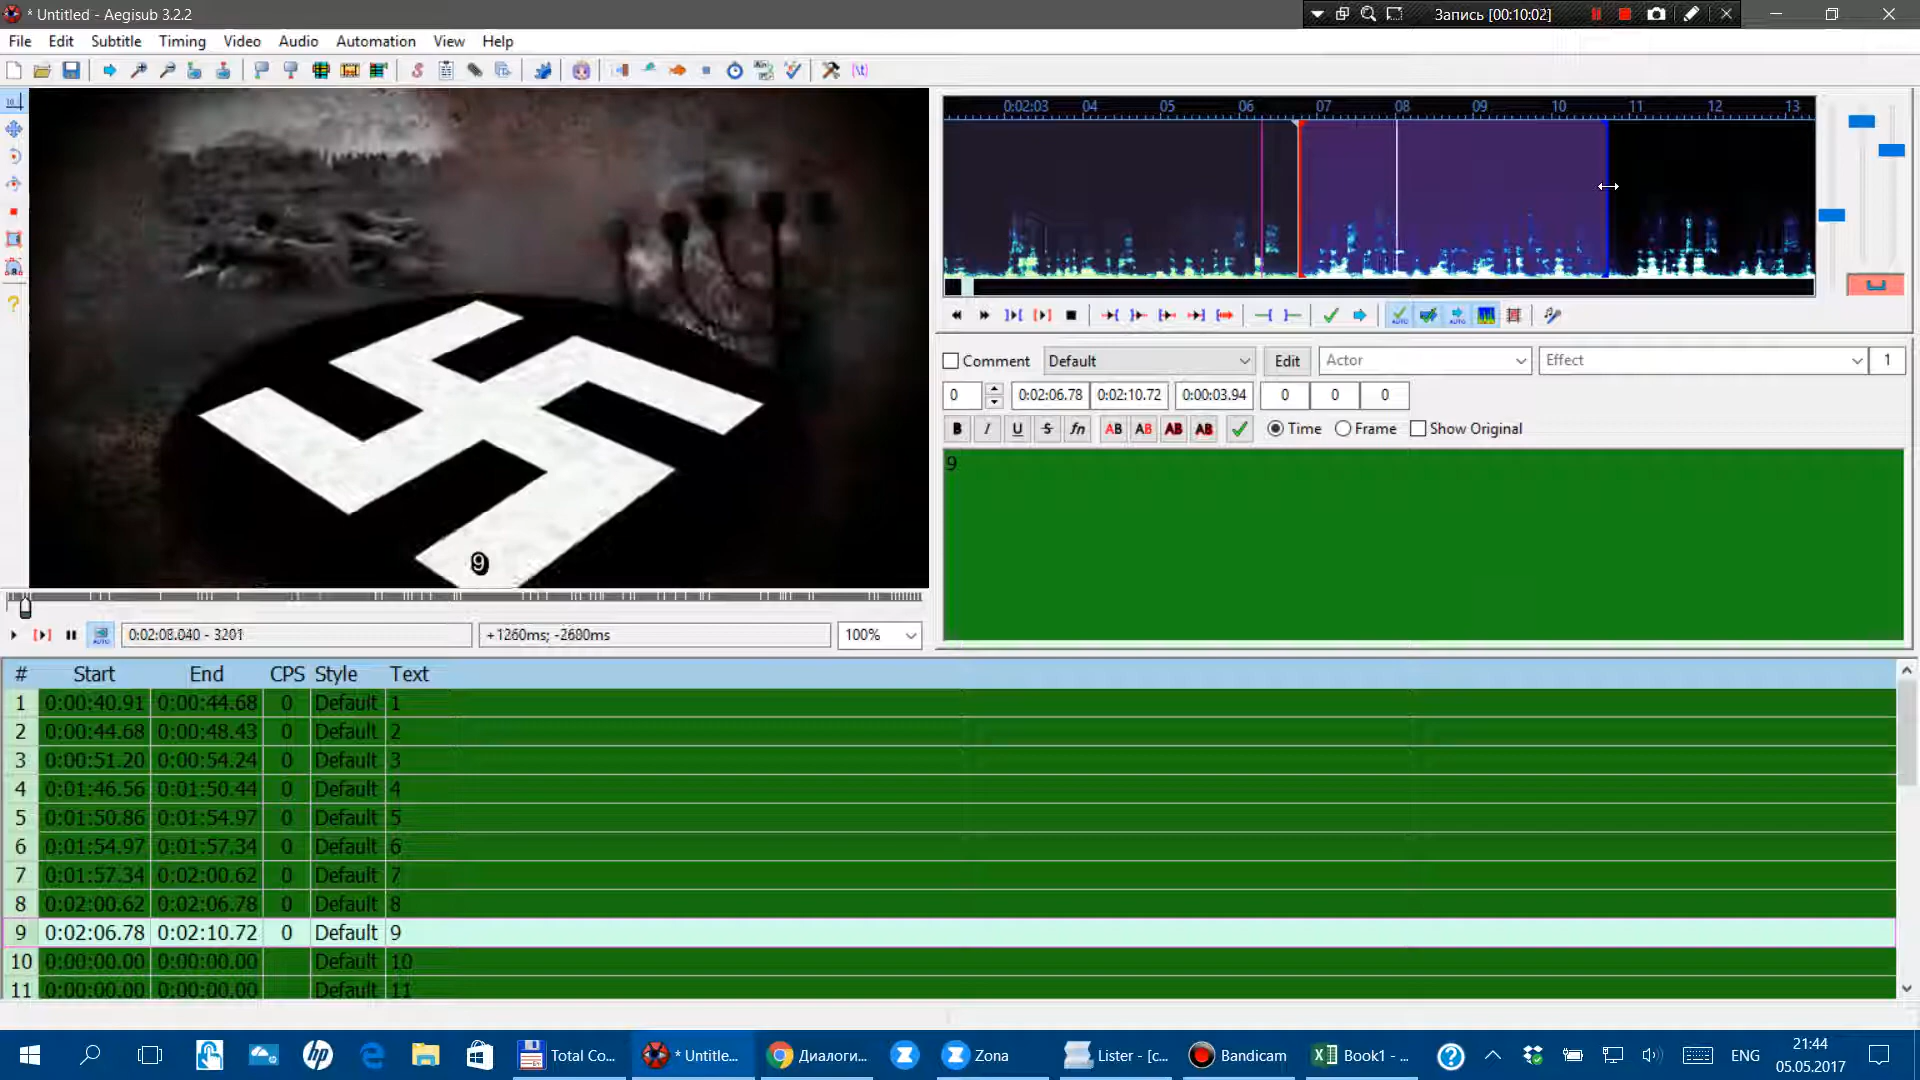 * Untitled - Aegisub 3.2.2
Запись [00:10:02]
File Edit Subtitle Timing Video Audio Automation View Help
0:02:03 04 05 06 07 08 09 10 11 12 13
9
Comment Default Edit Actor Effect 1
0 0:02:06.78 0:02:10.72 0:00:03.94 0 0 0
B I U S fn AB AB AB AB Time Frame Show Original
9
0:02:08.040 - 3201 +1260ms; -2680ms 100%
# Start End CPS Style Text
1 0:00:40.91 0:00:44.68 0 Default 1
2 0:00:44.68 0:00:48.43 0 Default 2
3 0:00:51.20 0:00:54.24 0 Default 3
4 0:01:46.56 0:01:50.44 0 Default 4
5 0:01:50.86 0:01:54.97 0 Default 5
6 0:01:54.97 0:01:57.34 0 Default 6
7 0:01:57.34 0:02:00.62 0 Default 7
8 0:02:00.62 0:02:06.78 0 Default 8
9 0:02:06.78 0:02:10.72 0 Default 9
10 0:00:00.00 0:00:00.00 Default 10
11 0:00:00.00 0:00:00.00 Default 11
Total Co... * Untitle... Диалоги... Zona Lister - [c... Bandicam Book1 - ... ENG 21:44
05.05.2017